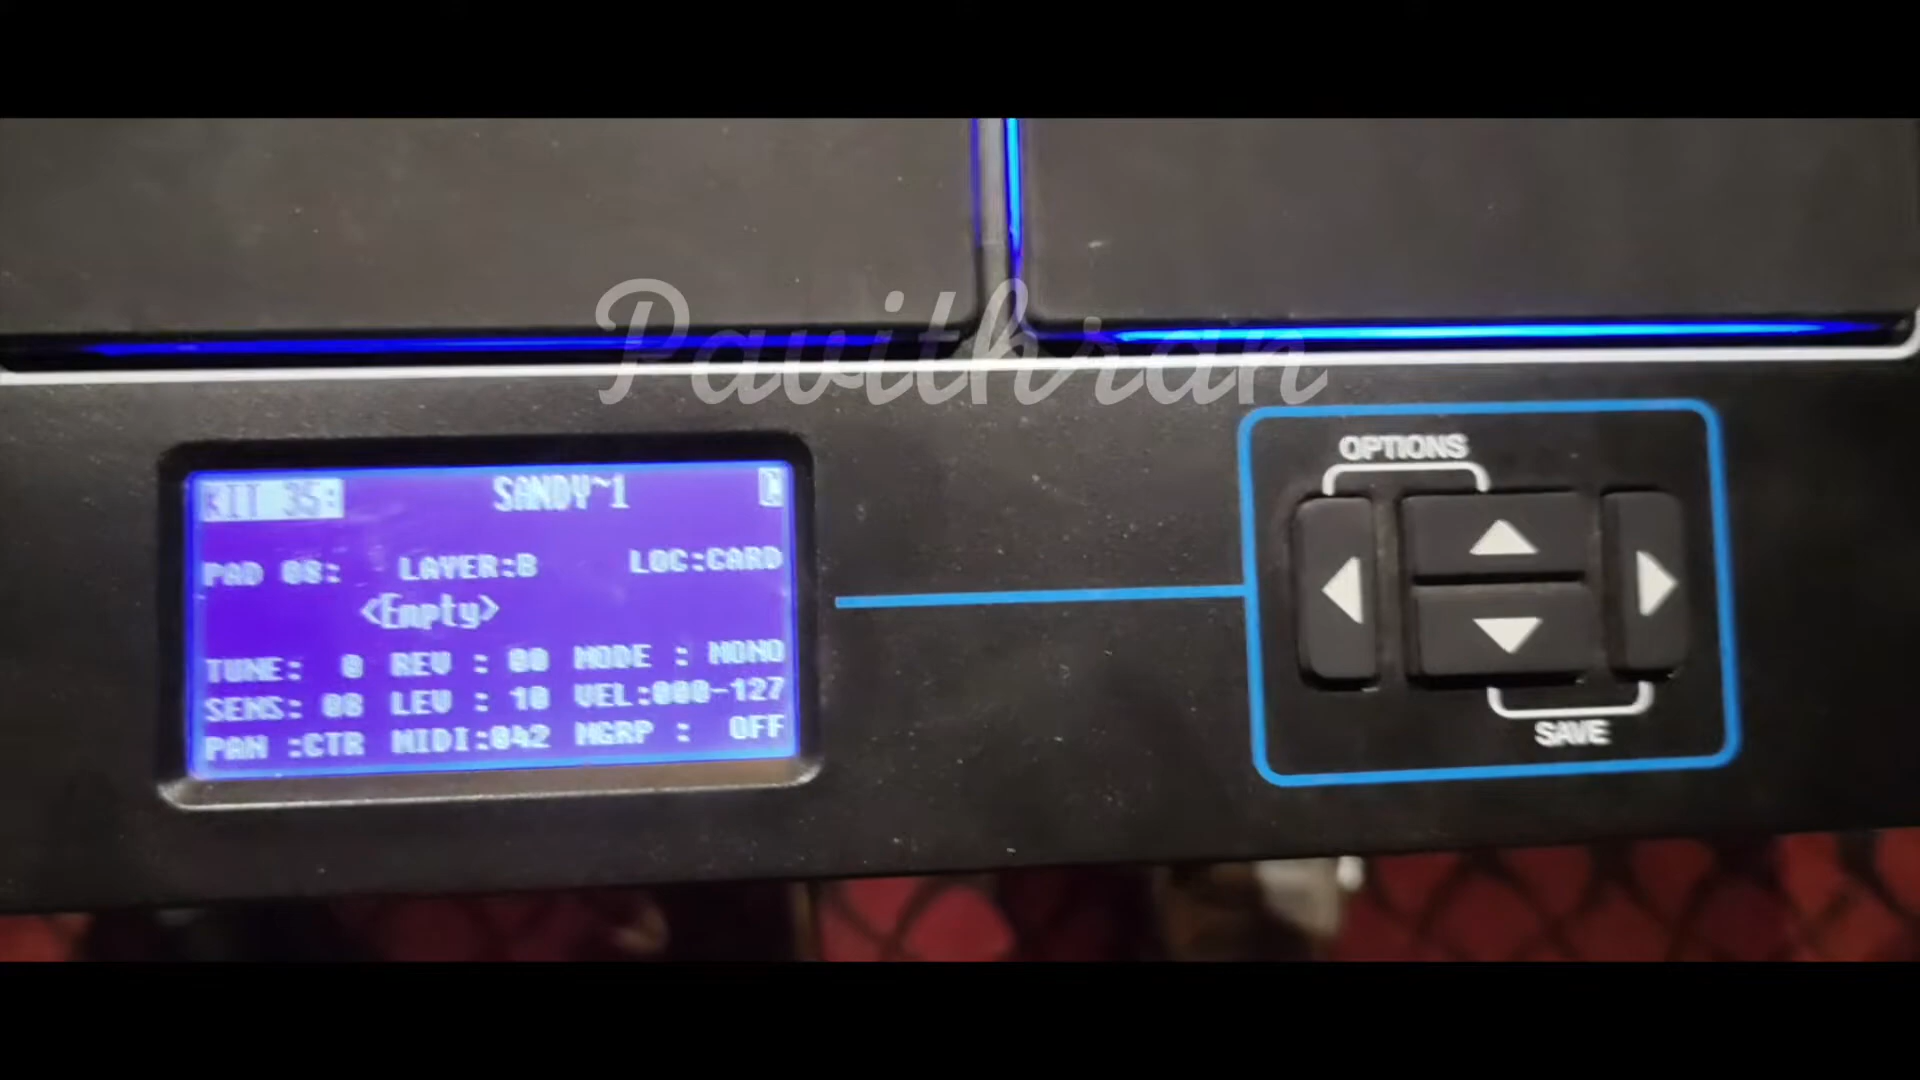 Pavithran
KIT 35: SANDY~1
PAD 08: LAYER:B LOC:CARD
<Empty>
TUNE: 0 REV : 00 MODE : MONO
SENS: 08 LEV : 10 VEL:000-127
PAN :CTR MIDI:042 MGRP : OFF
OPTIONS
SAVE